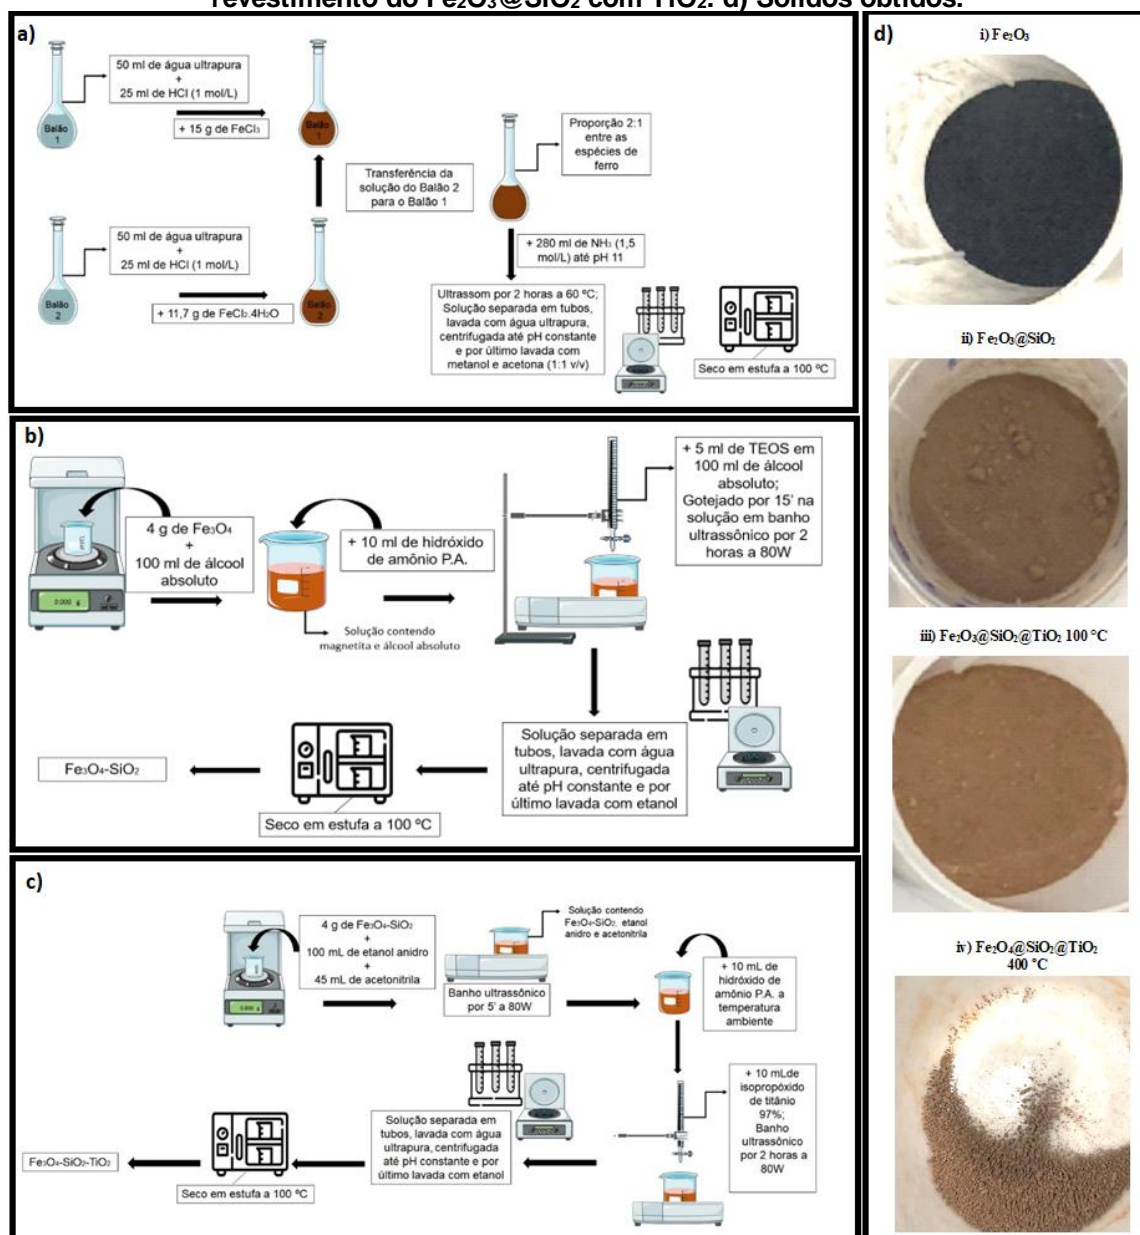 revestimento do Fe₂O₃@SiO₂ com TiO₂. d) Sólidos obtidos.
a)
50 ml de água ultrapura
+
25 ml de HCl (1 mol/L)
Balão
1
+ 15 g de FeCl₃
Balão
1
Transferência da
solução do Balão 2
para o Balão 1
50 ml de água ultrapura
+
25 ml de HCl (1 mol/L)
Balão
2
+ 11,7 g de FeCl₂.4H₂O
Balão
2
Proporção 2:1
entre as
espécies de
ferro
+ 280 ml de NH₃ (1,5
mol/L) até pH 11
Ultrassom por 2 horas a 60 ºC;
Solução separada em tubos,
lavada com água ultrapura,
centrifugada até pH constante
e por último lavada com
metanol e acetona (1:1 v/v)
Seco em estufa a 100 ºC
b)
4 g de Fe₃O₄
+
100 ml de álcool
absoluto
0.000 g
+ 10 ml de hidróxido
de amônio P.A.
Solução contendo
magnetita e álcool absoluto
+ 5 ml de TEOS em
100 ml de álcool
absoluto;
Gotejado por 15' na
solução em banho
ultrassônico por 2
horas a 80W
Solução separada em
tubos, lavada com água
ultrapura, centrifugada
até pH constante e por
último lavada com etanol
Seco em estufa a 100 ºC
Fe₃O₄-SiO₂
c)
4 g de Fe₃O₄-SiO₂
+
100 mL de etanol anidro
+
45 mL de acetonitrila
0.000 g
Solução contendo
Fe₃O₄-SiO₂, etanol
anidro e acetonitrila
Banho ultrassônico
por 5' a 80W
+ 10 mL de
hidróxido de
amônio P.A. a
temperatura
ambiente
+ 10 mLde
isopropóxido
de titânio
97%;
Banho
ultrassônico
por 2 horas a
80W
Solução separada em
tubos, lavada com água
ultrapura, centrifugada
até pH constante e por
último lavada com etanol
Seco em estufa a 100 ºC
Fe₃O₄-SiO₂-TiO₂
d)
i) Fe₂O₃
ii) Fe₂O₃@SiO₂
iii) Fe₂O₃@SiO₂@TiO₂ 100 °C
iv) Fe₂O₄@SiO₂@TiO₂
400 °C